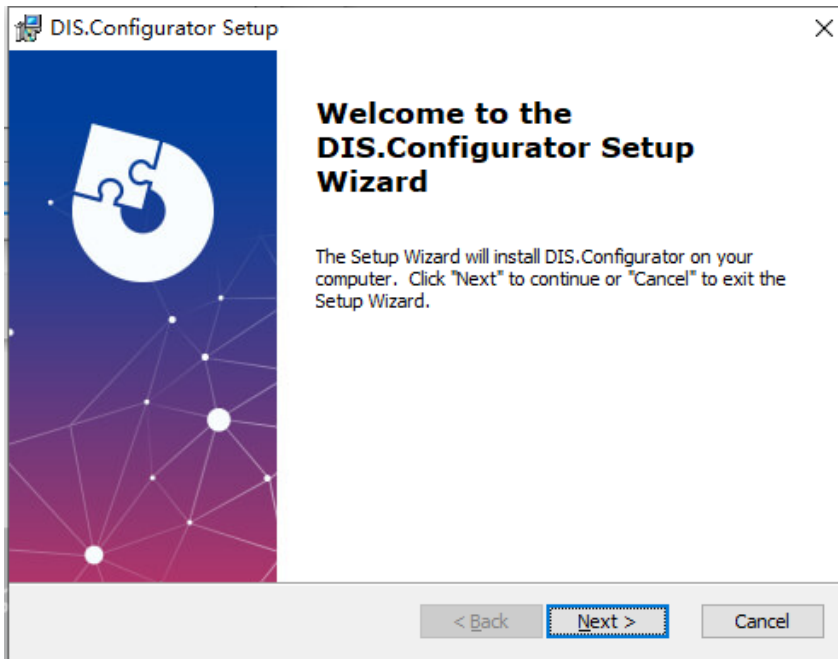 DIS.Configurator Setup
Welcome to the
DIS.Configurator Setup
Wizard
The Setup Wizard will install DIS.Configurator on your
computer. Click "Next" to continue or "Cancel" to exit the
Setup Wizard.
< Back
Next >
Cancel